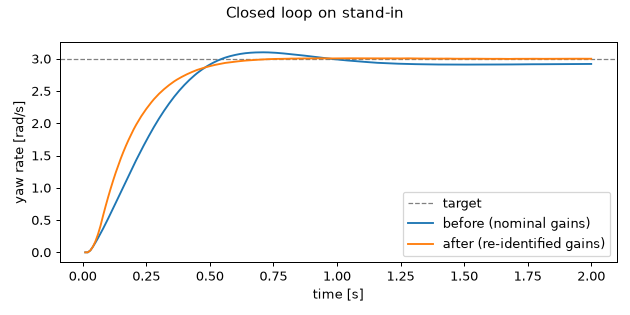 Closed loop on stand-in
yaw rate [rad/s]
3.0
2.5
2.0
1.5
1.0
0.5
0.0
target
before (nominal gains)
after (re-identified gains)
0.00 0.25 0.50 0.75 1.00 1.25 1.50 1.75 2.00
time [s]